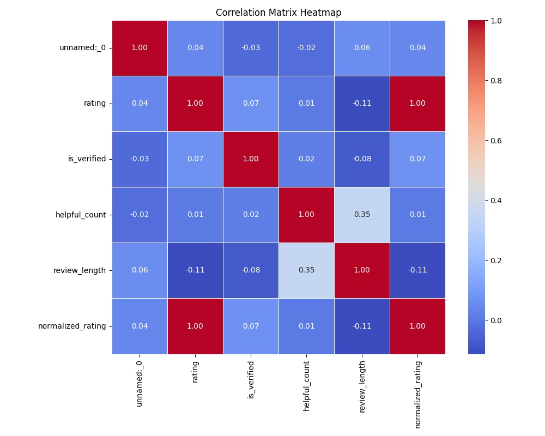 Correlation Matrix Heatmap
unnamed:_0 1.00 0.04 -0.03 -0.02 0.06 0.04
rating 0.04 1.00 0.07 0.01 -0.11 1.00
is_verified -0.03 0.07 1.00 0.02 -0.08 0.07
helpful_count -0.02 0.01 0.02 1.00 0.35 0.01
review_length 0.06 -0.11 -0.08 0.35 1.00 -0.11
normalized_rating 0.04 1.00 0.07 0.01 -0.11 1.00
unnamed:_0
rating
is_verified
helpful_count
review_length
normalized_rating
1.0
0.8
0.6
0.4
0.2
0.0